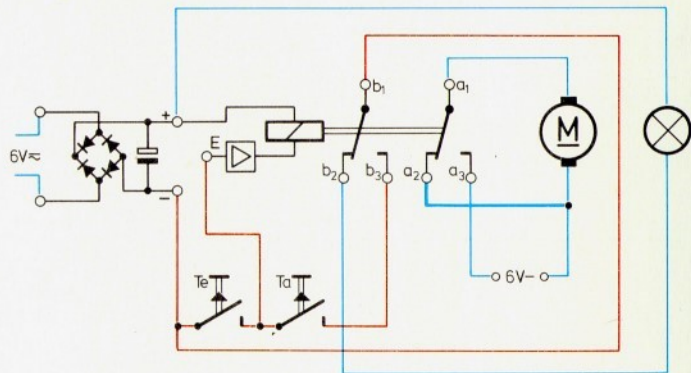 b₁
a₁
+
E
M
6V≂
b₂
b₃
a₂
a₃
−
6V−
Te
Ta